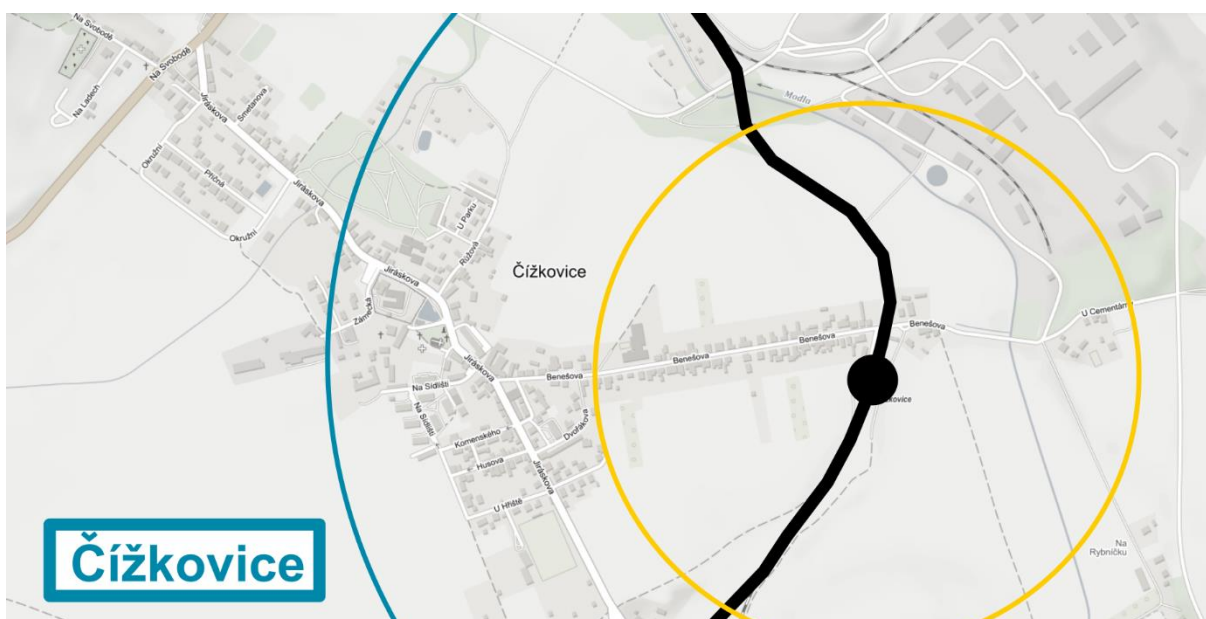 Na Svobodě
Na Svobodě
Na Ladech
Jiráskova
Smetanova
Okružní
Příčná
Okružní
Jiráskova
U Parku
Růžová
Jiráskova
Zámecká
Čížkovice
Modla
U Cementárny
Benešova
Benešova
Benešova
Benešova
Jiráskova
Na Sídlišti
Na Sídlišti
Dvořákova
Komenského
Husova
Jiráskova
U Hřiště
Na
Rybníčku
Čížkovice